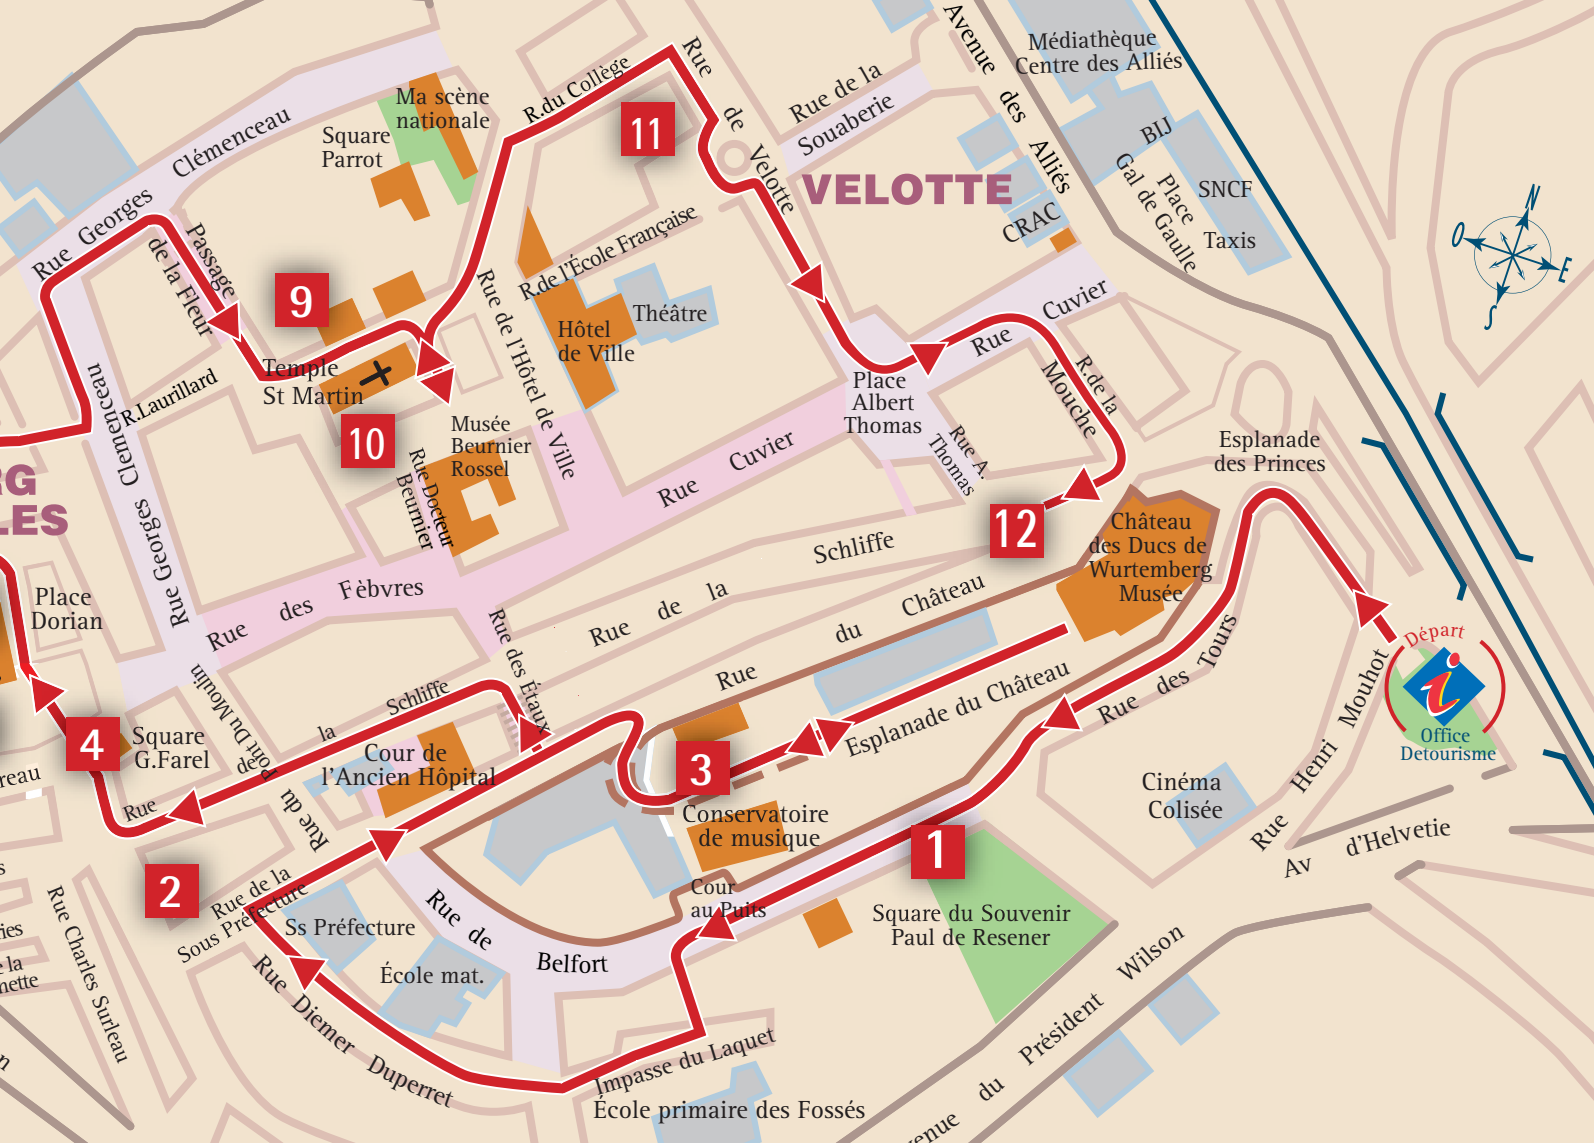 Médiathèque
Centre des Alliés
Avenue des Alliés
BIJ
Place
Gal de Gaulle
SNCF
Taxis
CRAC
N
O
E
S
Rue de la
Souaberie
VELOTTE
Rue de Velotte
11
R.du Collège
Ma scène
nationale
Square
Parrot
Rue Georges Clémenceau
Passage
de la Fleur
9
R.de l'École Française
Rue de l'Hôtel de Ville
Théâtre
Hôtel
de Ville
Temple
St Martin
R.Laurillard
10
Musée
Beurnier
Rossel
Rue Docteur
Beurnier
Rue Georges Clemenceau
Rue Cuvier
Rue Cuvier
Place
Albert
Thomas
Rue A.
Thomas
R.de la
Mouche
12
Esplanade
des Princes
Château
des Ducs de
Wurtemberg
Musée
Rue de la Schliffe
Rue du Château
Rue des Fèbvres
Rue des Étaux
RG
LES
Place
Dorian
4
Square
G.Farel
reau
Rue de la Schliffe
Rue du Pont Du Moulin
Cour de
l'Ancien Hôpital
3
Conservatoire
de musique
Esplanade du Château
Rue des Tours
Départ
i
Office
Detourisme
Rue Henri Mouhot
Cinéma
Colisée
Av d'Helvetie
1
Square du Souvenir
Paul de Resener
Cour
au Puits
2
Rue de la
Sous Préfecture
Ss Préfecture
École mat.
Rue de Belfort
Rue Diemer Duperret
Rue Charles Surleau
Impasse du Laquet
École primaire des Fossés
enue du Président Wilson
ies
la
nette